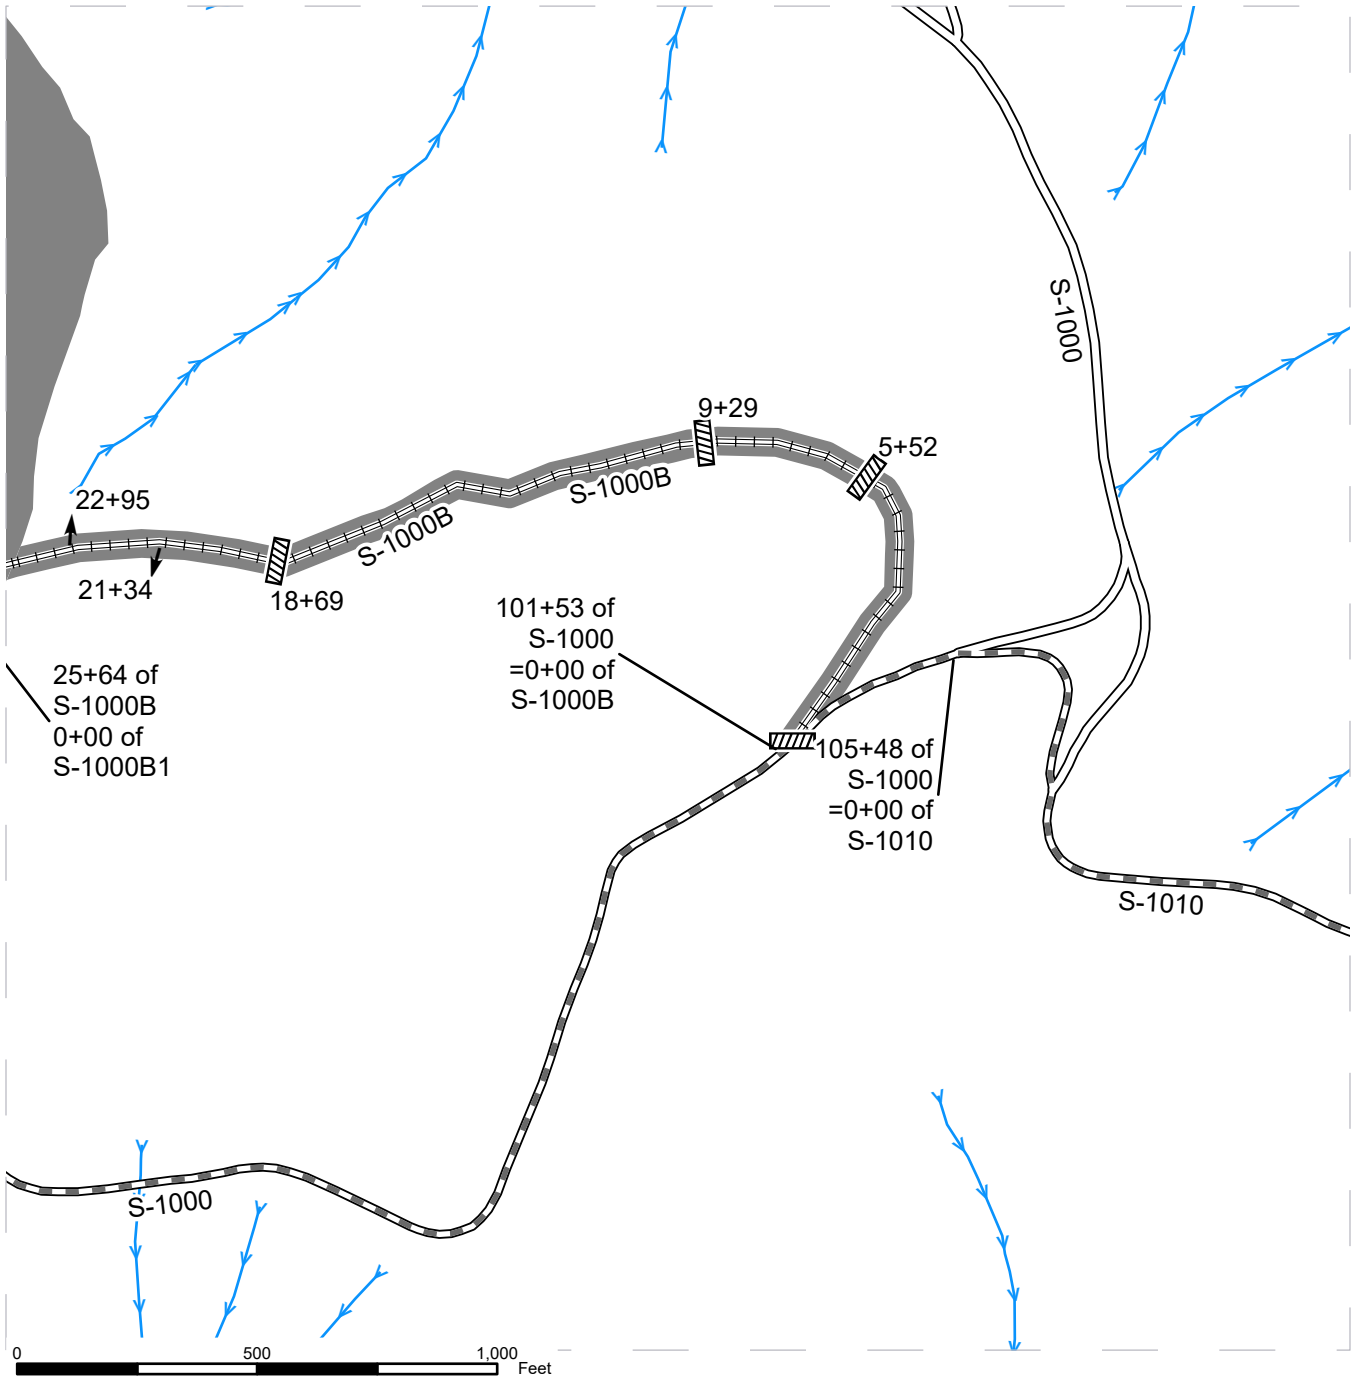 S-1000
9+29
5+52
S-1000B
22+95
S-1000B
21+34
18+69
101+53 of
S-1000
=0+00 of
S-1000B
25+64 of
S-1000B
0+00 of
S-1000B1
105+48 of
S-1000
=0+00 of
S-1010
S-1010
S-1000
0 500 1,000
Feet